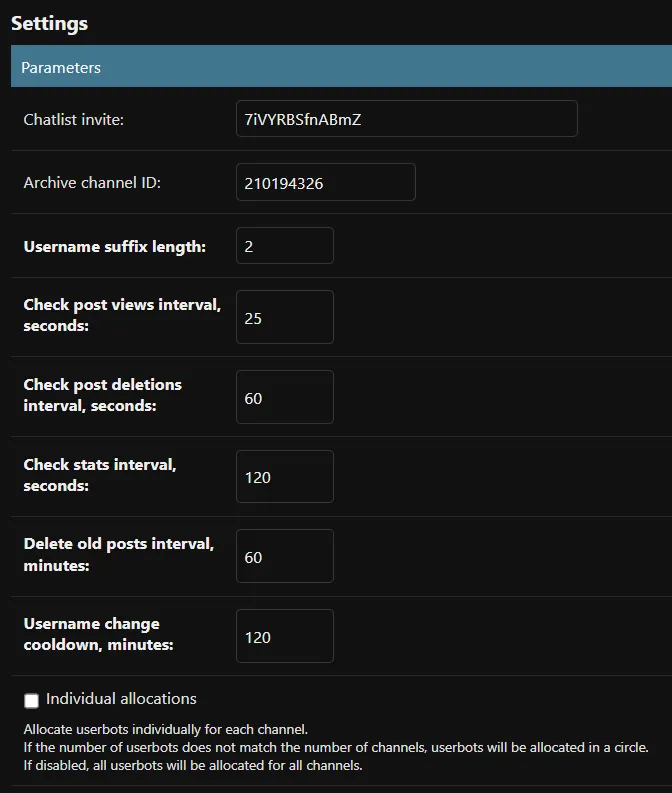 Settings
Parameters
Chatlist invite:
7iVYRBSfnABmZ
Archive channel ID:
210194326
Username suffix length:
2
Check post views interval,
seconds:
25
Check post deletions
interval, seconds:
60
Check stats interval,
seconds:
120
Delete old posts interval,
minutes:
60
Username change
cooldown, minutes:
120
Individual allocations
Allocate userbots individually for each channel.
If the number of userbots does not match the number of channels, userbots will be allocated in a circle.
If disabled, all userbots will be allocated for all channels.